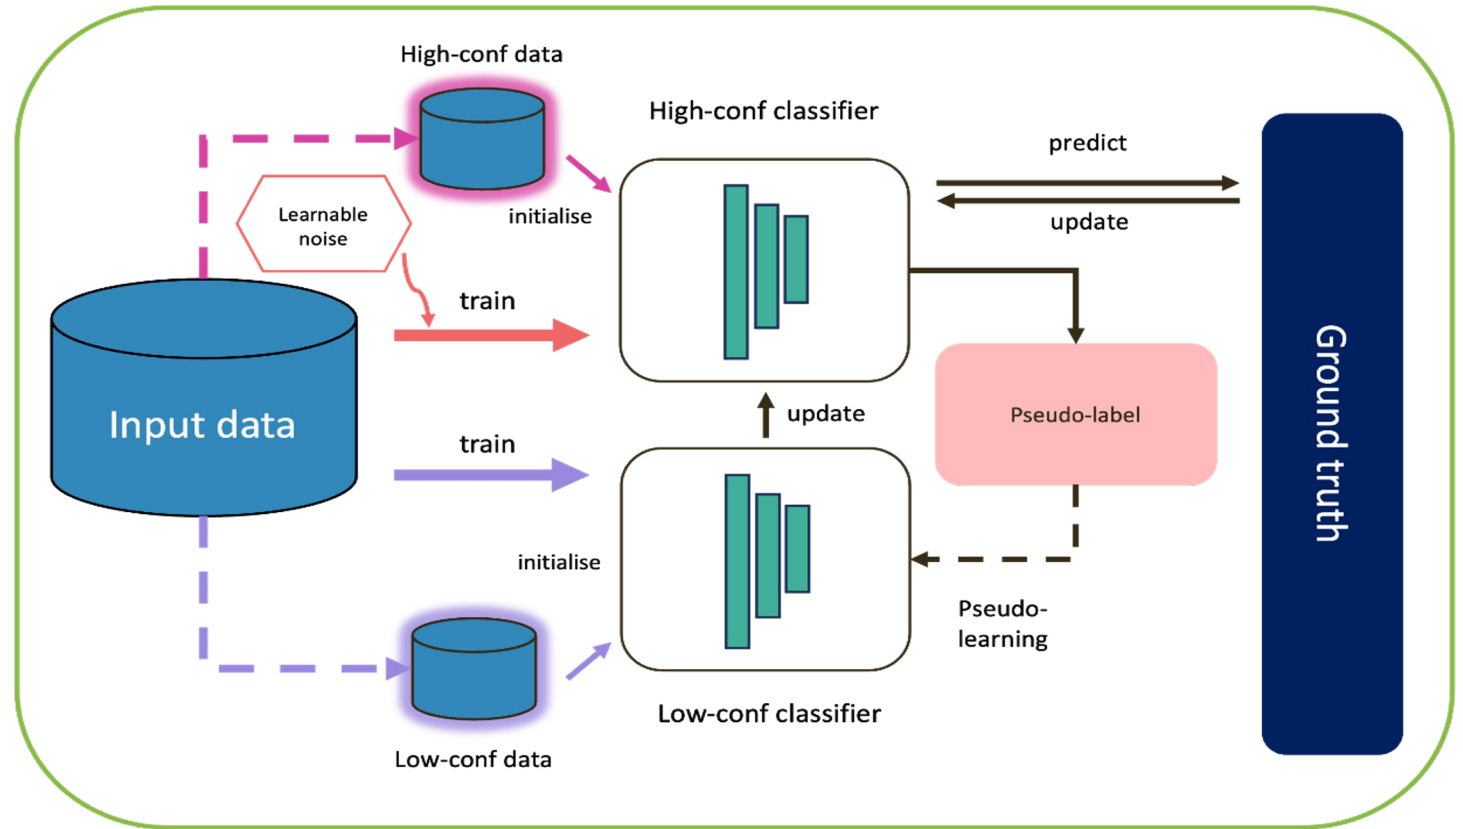 High-conf data
High-conf classifier
predict
update
Learnable
noise
initialise
train
Input data
update
Pseudo-label
Ground truth
train
initialise
Pseudo-
learning
Low-conf classifier
Low-conf data